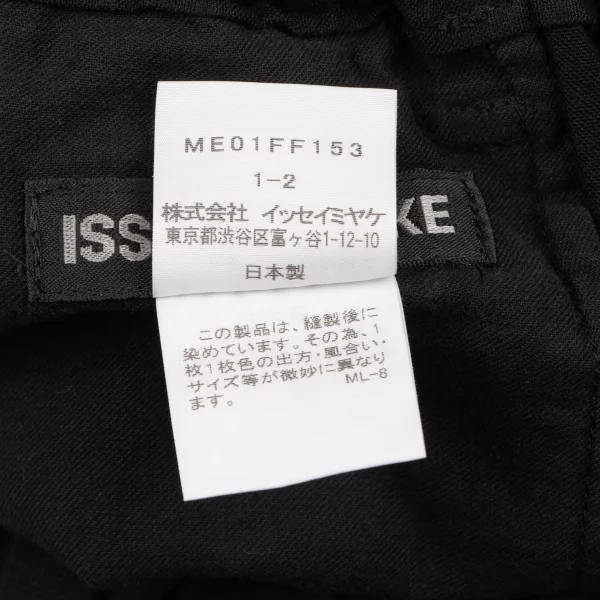 ME01FF153
1-2
株式会社 イッセイミヤケ
東京都渋谷区富ヶ谷1-12-10
日本製
ISS KE
この製品は、縫製後に
染めています。その為、1
枚1枚色の出方・風合い・
サイズ等が微妙に異なり
ます。 ML-8